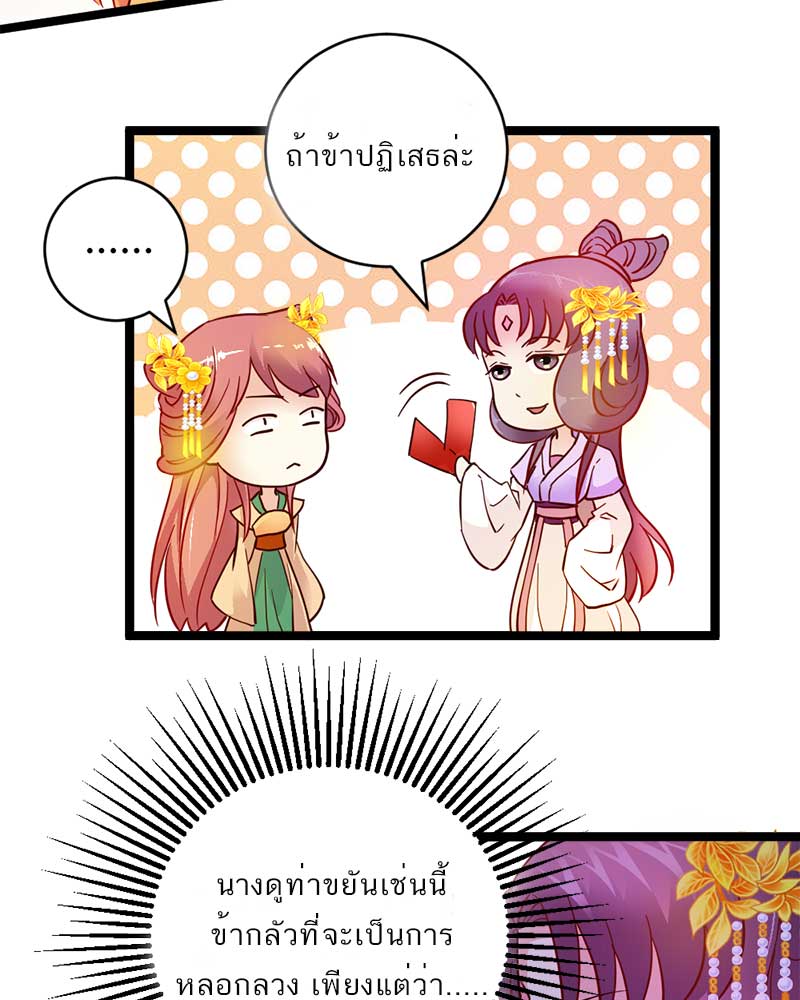 ถ้าข้าปฏิเสธล่ะ
......
นางดูท่าขยันเช่นนี้
ข้ากลัวที่จะเป็นการ
หลอกลวง เพียงแต่ว่า.....